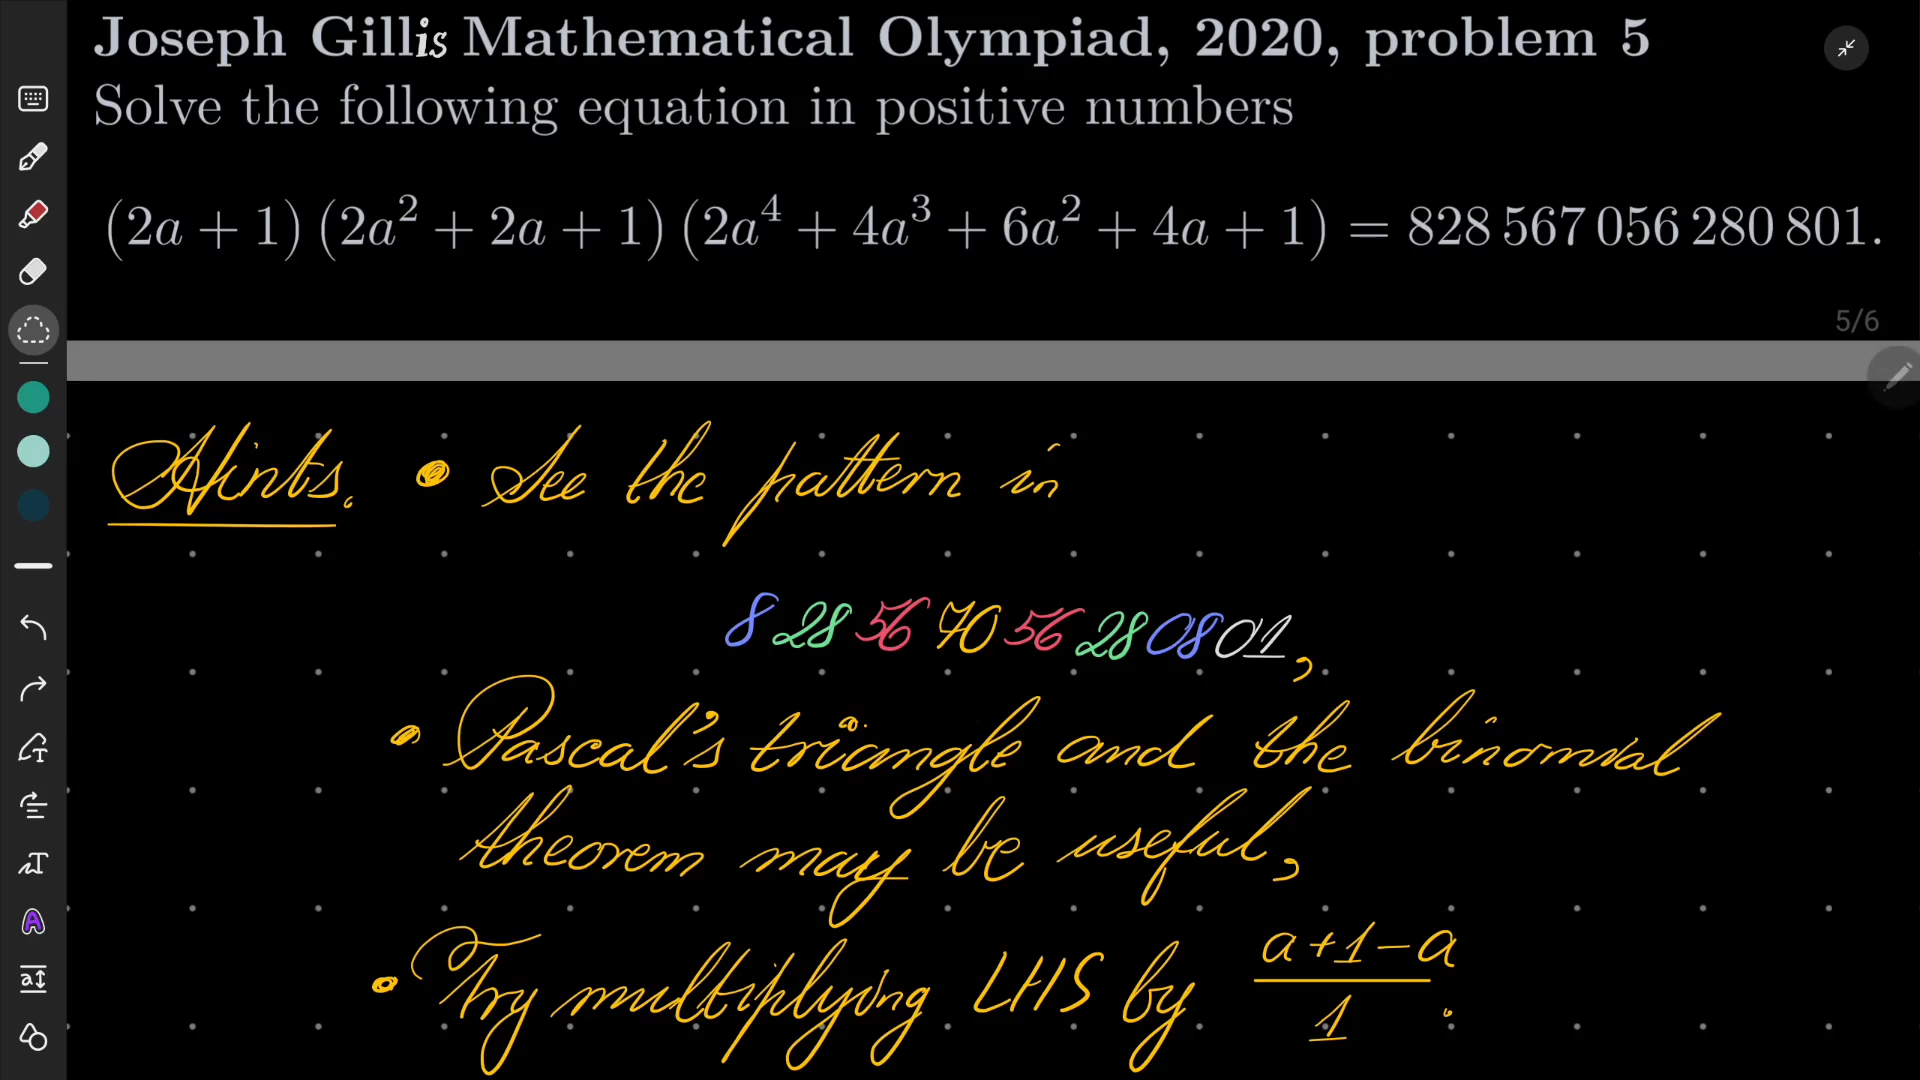 Joseph Gillis Mathematical Olympiad, 2020, problem 5
Solve the following equation in positive numbers
(2a + 1) (2a² + 2a + 1) (2a⁴ + 4a³ + 6a² + 4a + 1) = 828 567 056 280 801.
5/6
Hints. • See the pattern in
8 28 56 70 56 28 08 01,
• Pascal's triangle and the binomial
theorem may be useful,
• Try multiplying LHS by (a+1-a)/1.